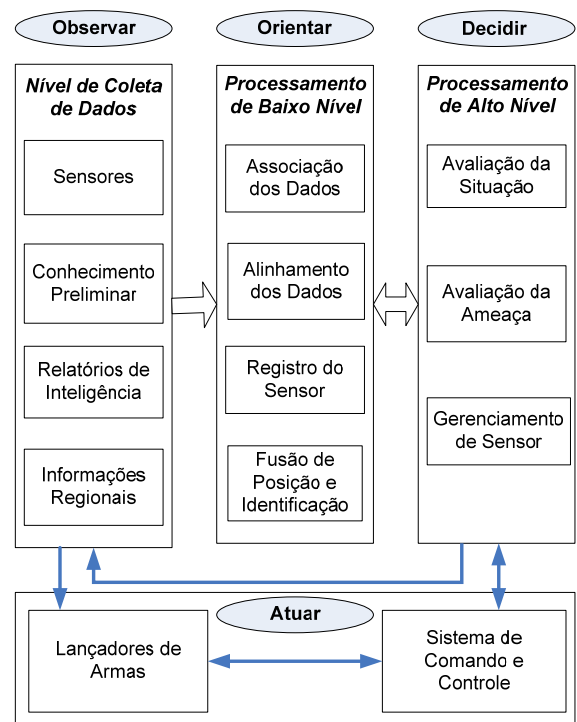 Observar
Orientar
Decidir
Nível de Coleta
de Dados
Sensores
Conhecimento
Preliminar
Relatórios de
Inteligência
Informações
Regionais
Processamento
de Baixo Nível
Associação
dos Dados
Alinhamento
dos Dados
Registro do
Sensor
Fusão de
Posição e
Identificação
Processamento
de Alto Nível
Avaliação da
Situação
Avaliação da
Ameaça
Gerenciamento
de Sensor
Atuar
Lançadores de
Armas
Sistema de
Comando e
Controle